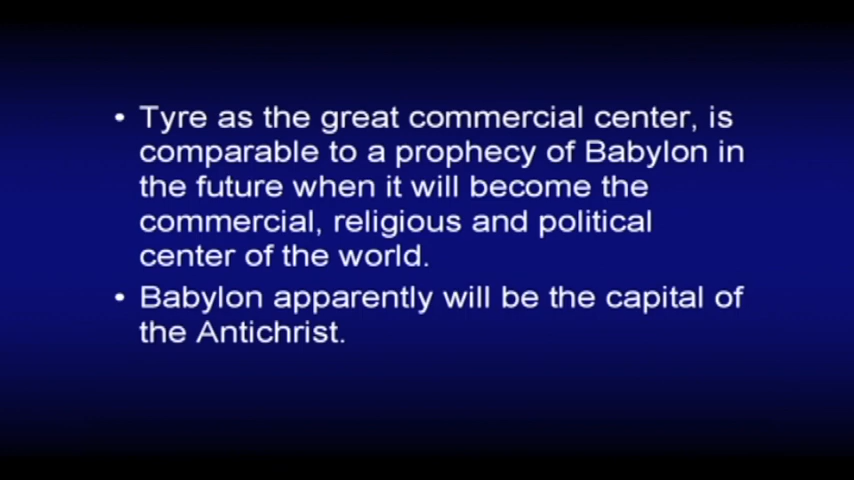 • Tyre as the great commercial center, is
comparable to a prophecy of Babylon in
the future when it will become the
commercial, religious and political
center of the world.
• Babylon apparently will be the capital of
the Antichrist.